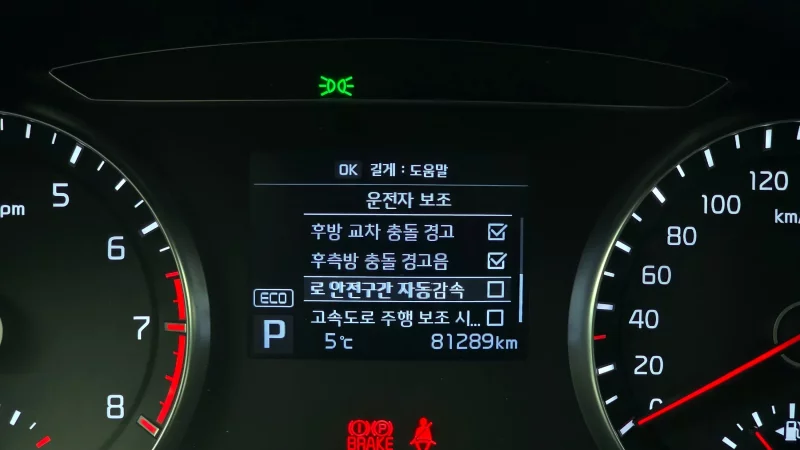 OK 길게 : 도움말
운전자 보조
후방 교차 충돌 경고
후측방 충돌 경고음
로 안전구간 자동감속
고속도로 주행 보조 시...
ECO
P
5℃ 81289km
pm
5
6
7
8
120
100
80
60
40
20
0
km/
BRAKE